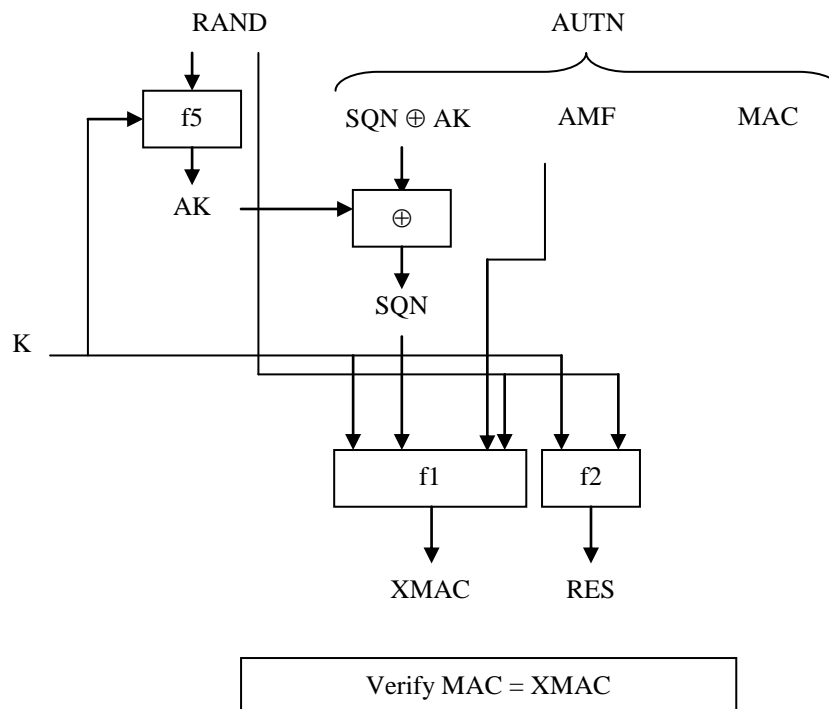 RAND
AUTN
f5
SQN ⊕ AK
AMF
MAC
AK
⊕
SQN
K
f1
f2
XMAC
RES
Verify MAC = XMAC